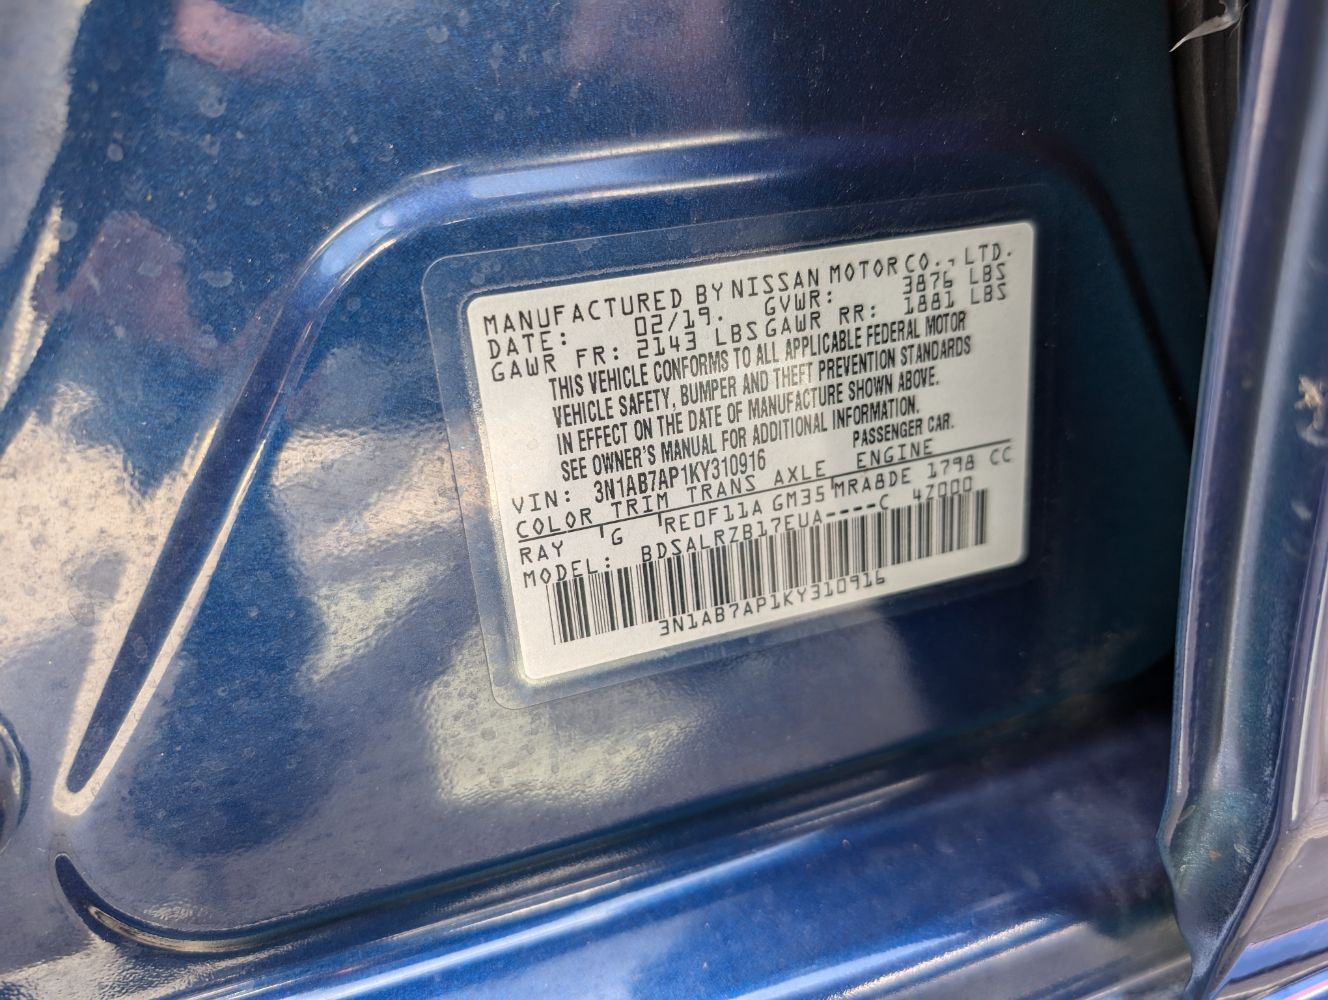 MANUFACTURED BY NISSAN MOTOR CO., LTD.
DATE: 02/19. GVWR: 3876 LBS
GAWR FR: 2143 LBS GAWR RR: 1881 LBS
THIS VEHICLE CONFORMS TO ALL APPLICABLE FEDERAL MOTOR
VEHICLE SAFETY, BUMPER AND THEFT PREVENTION STANDARDS
IN EFFECT ON THE DATE OF MANUFACTURE SHOWN ABOVE.
SEE OWNER'S MANUAL FOR ADDITIONAL INFORMATION.
VIN: 3N1AB7AP1KY310916 PASSENGER CAR.
COLOR TRIM TRANS AXLE ENGINE
RAY G RE0F11A GM35 MRA8DE 1798 CC
MODEL: BDSALRZB17EUA----C 4Z000
3N1AB7AP1KY310916